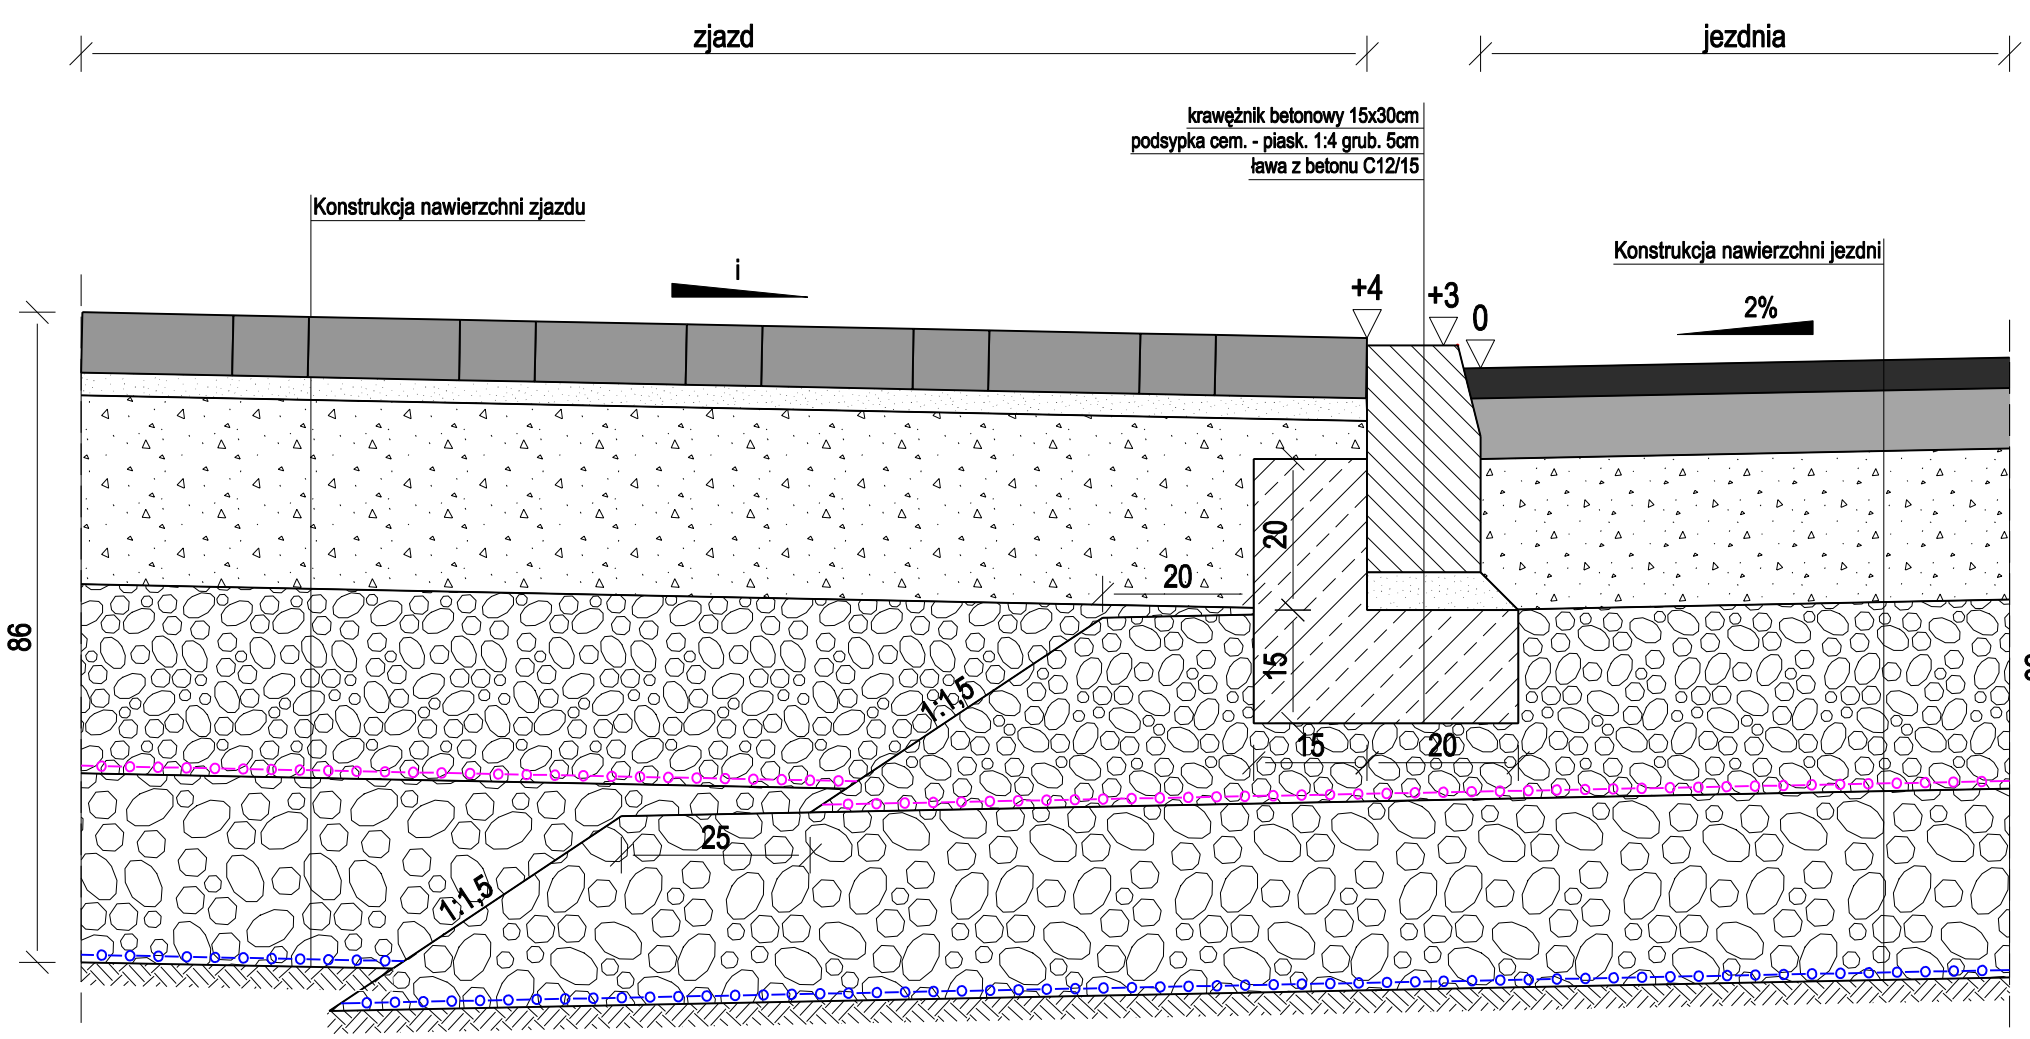 zjazd
jezdnia
krawężnik betonowy 15x30cm
podsypka cem. - piask. 1:4 grub. 5cm
ława z betonu C12/15
Konstrukcja nawierzchni zjazdu
Konstrukcja nawierzchni jezdni
i
+4
+3
0
2%
20
20
86
15
1:1,5
15
20
25
1:1,5